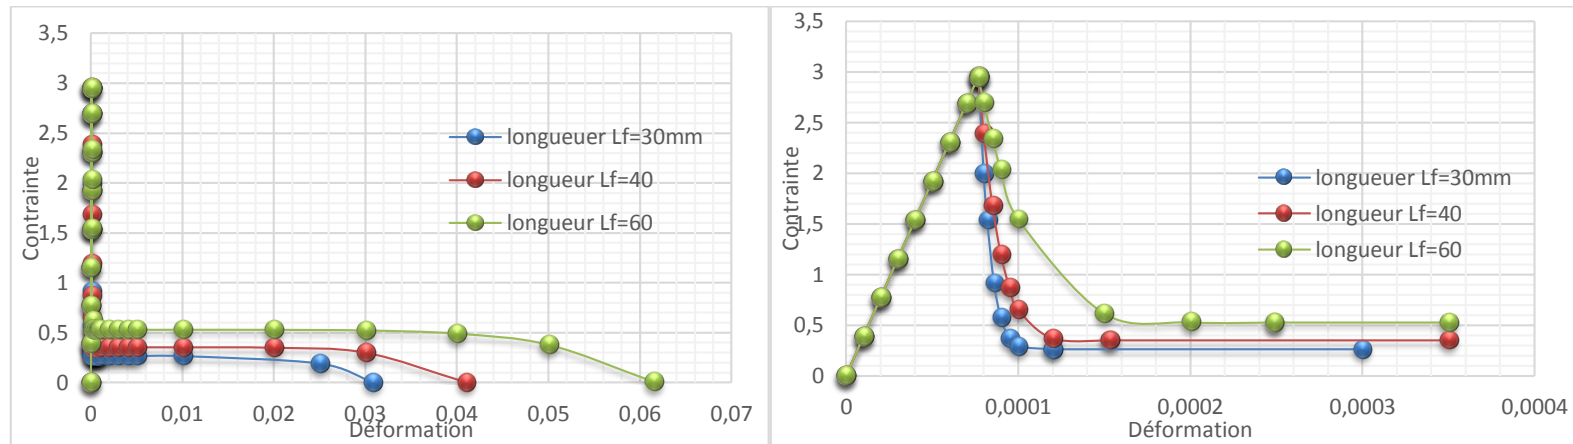 3,5
3
2,5
2
1,5
1
0,5
0
Contrainte
longueuer Lf=30mm
longueur Lf=40
longueur Lf=60
0 0,01 0,02 0,03 0,04 0,05 0,06 0,07
Déformation
3,5
3
2,5
2
1,5
1
0,5
0
Contrainte
longueuer Lf=30mm
longueur Lf=40
longueur Lf=60
0 0,0001 0,0002 0,0003 0,0004
Déformation